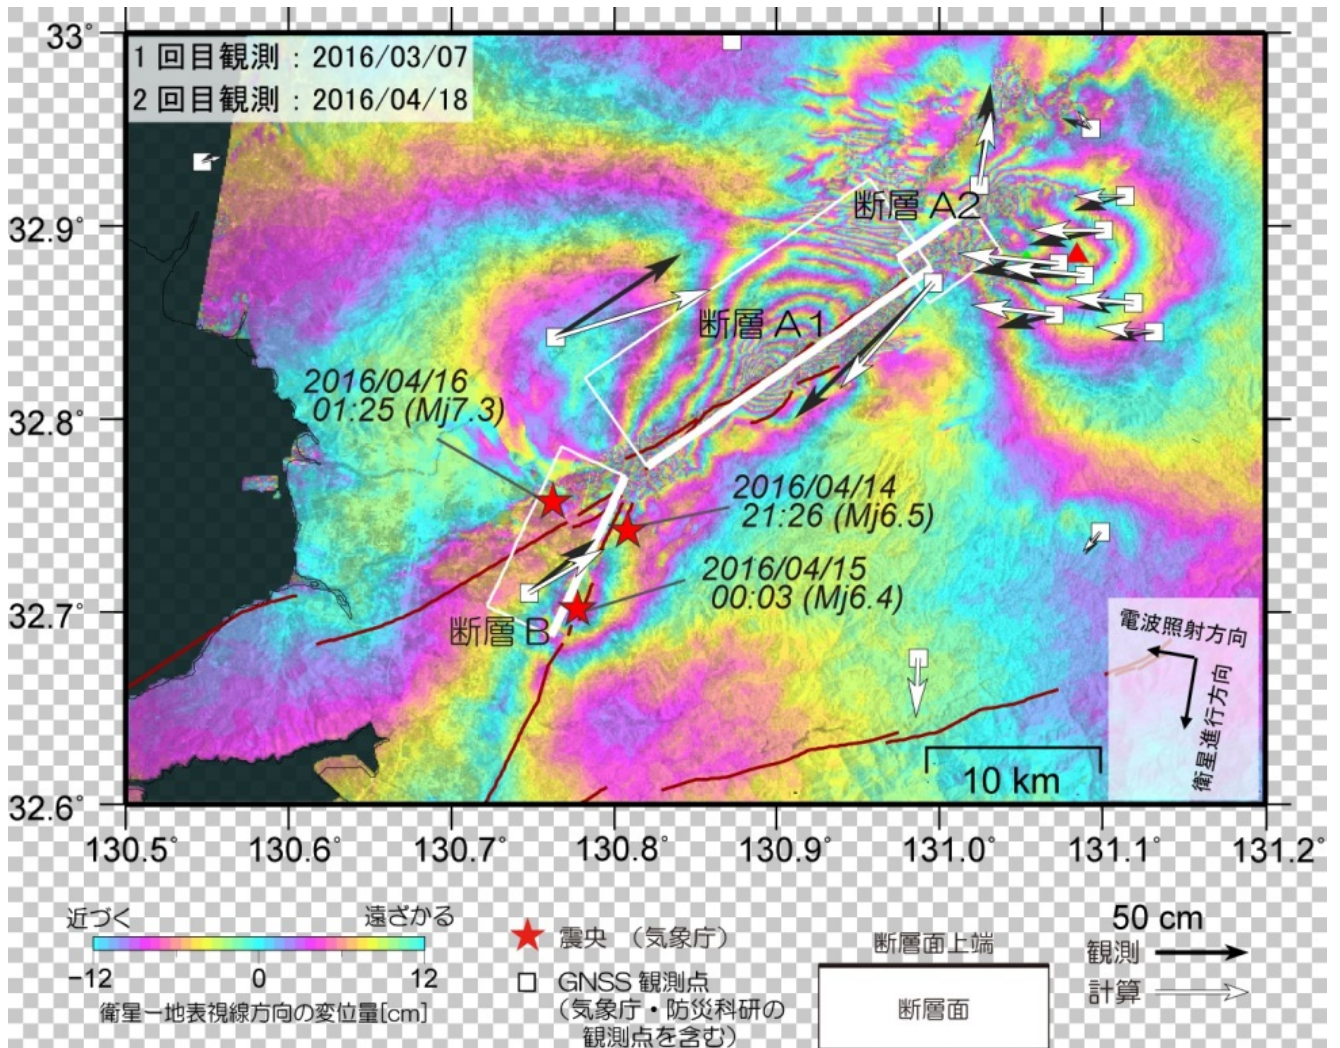 1 回目観測 : 2016/03/07
2 回目観測 : 2016/04/18
33°
32.9°
32.8°
32.7°
32.6°
130.5°
130.6°
130.7°
130.8°
130.9°
131.0°
131.1°
131.2°
断層 A2
断層 A1
2016/04/16
01:25 (Mj7.3)
2016/04/14
21:26 (Mj6.5)
2016/04/15
00:03 (Mj6.4)
断層 B
電波照射方向
衛星進行方向
10 km
近づく
遠ざかる
−12
0
12
衛星ー地表視線方向の変位量[cm]
震央 （気象庁）
GNSS 観測点
（気象庁・防災科研の
観測点を含む）
断層面上端
断層面
50 cm
観測
計算